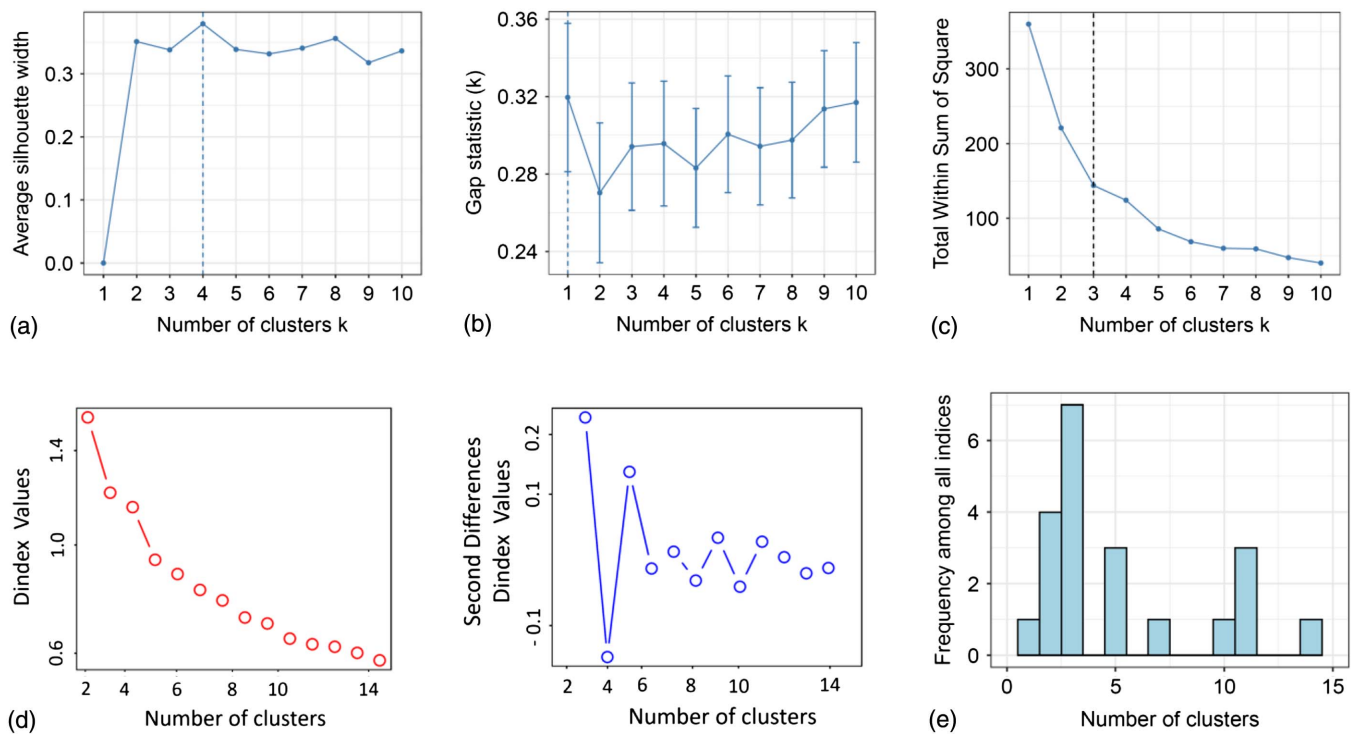 Average silhouette width
0.3
0.2
0.1
0.0
1 2 3 4 5 6 7 8 9 10
(a)
Number of clusters k
Gap statistic (k)
0.36
0.32
0.28
0.24
1 2 3 4 5 6 7 8 9 10
(b)
Number of clusters k
Total Within Sum of Square
300
200
100
1 2 3 4 5 6 7 8 9 10
(c)
Number of clusters k
Dindex Values
1.4
1.0
0.6
2 4 6 8 10 14
(d)
Number of clusters
Second Differences
Dindex Values
0.2
0.1
-0.1
2 4 6 8 10 14
Number of clusters
Frequency among all indices
6
4
2
0
0 5 10 15
(e)
Number of clusters